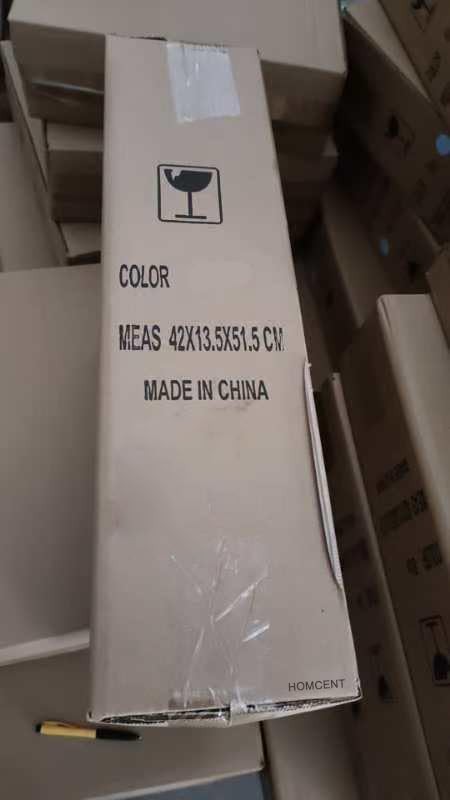 COLOR
MEAS 42X13.5X51.5 CM
MADE IN CHINA
HOMCENT